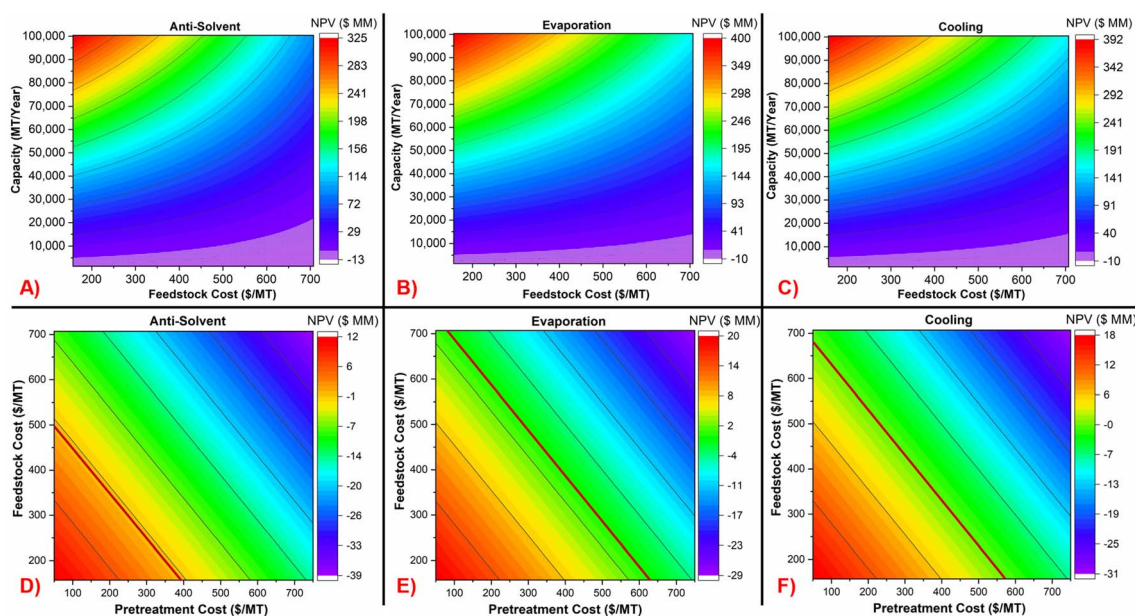 Anti-Solvent
NPV ($ MM)
100,000
90,000
80,000
70,000
60,000
50,000
40,000
30,000
20,000
10,000
Capacity (MT/Year)
200 300 400 500 600 700
Feedstock Cost ($/MT)
325
283
241
198
156
114
72
29
-13
A)
Evaporation
NPV ($ MM)
100,000
90,000
80,000
70,000
60,000
50,000
40,000
30,000
20,000
10,000
Capacity (MT/Year)
200 300 400 500 600 700
Feedstock Cost ($/MT)
400
349
298
246
195
144
93
41
-10
B)
Cooling
NPV ($ MM)
100,000
90,000
80,000
70,000
60,000
50,000
40,000
30,000
20,000
10,000
Capacity (MT/Year)
200 300 400 500 600 700
Feedstock Cost ($/MT)
392
342
292
241
191
141
91
40
-10
C)
Anti-Solvent
NPV ($ MM)
700
600
500
400
300
200
Feedstock Cost ($/MT)
100 200 300 400 500 600 700
Pretreatment Cost ($/MT)
12
6
-1
-7
-14
-20
-26
-33
-39
D)
Evaporation
NPV ($ MM)
700
600
500
400
300
200
Feedstock Cost ($/MT)
100 200 300 400 500 600 700
Pretreatment Cost ($/MT)
20
14
8
2
-4
-11
-17
-23
-29
E)
Cooling
NPV ($ MM)
700
600
500
400
300
200
Feedstock Cost ($/MT)
100 200 300 400 500 600 700
Pretreatment Cost ($/MT)
18
12
6
-0
-7
-13
-19
-25
-31
F)